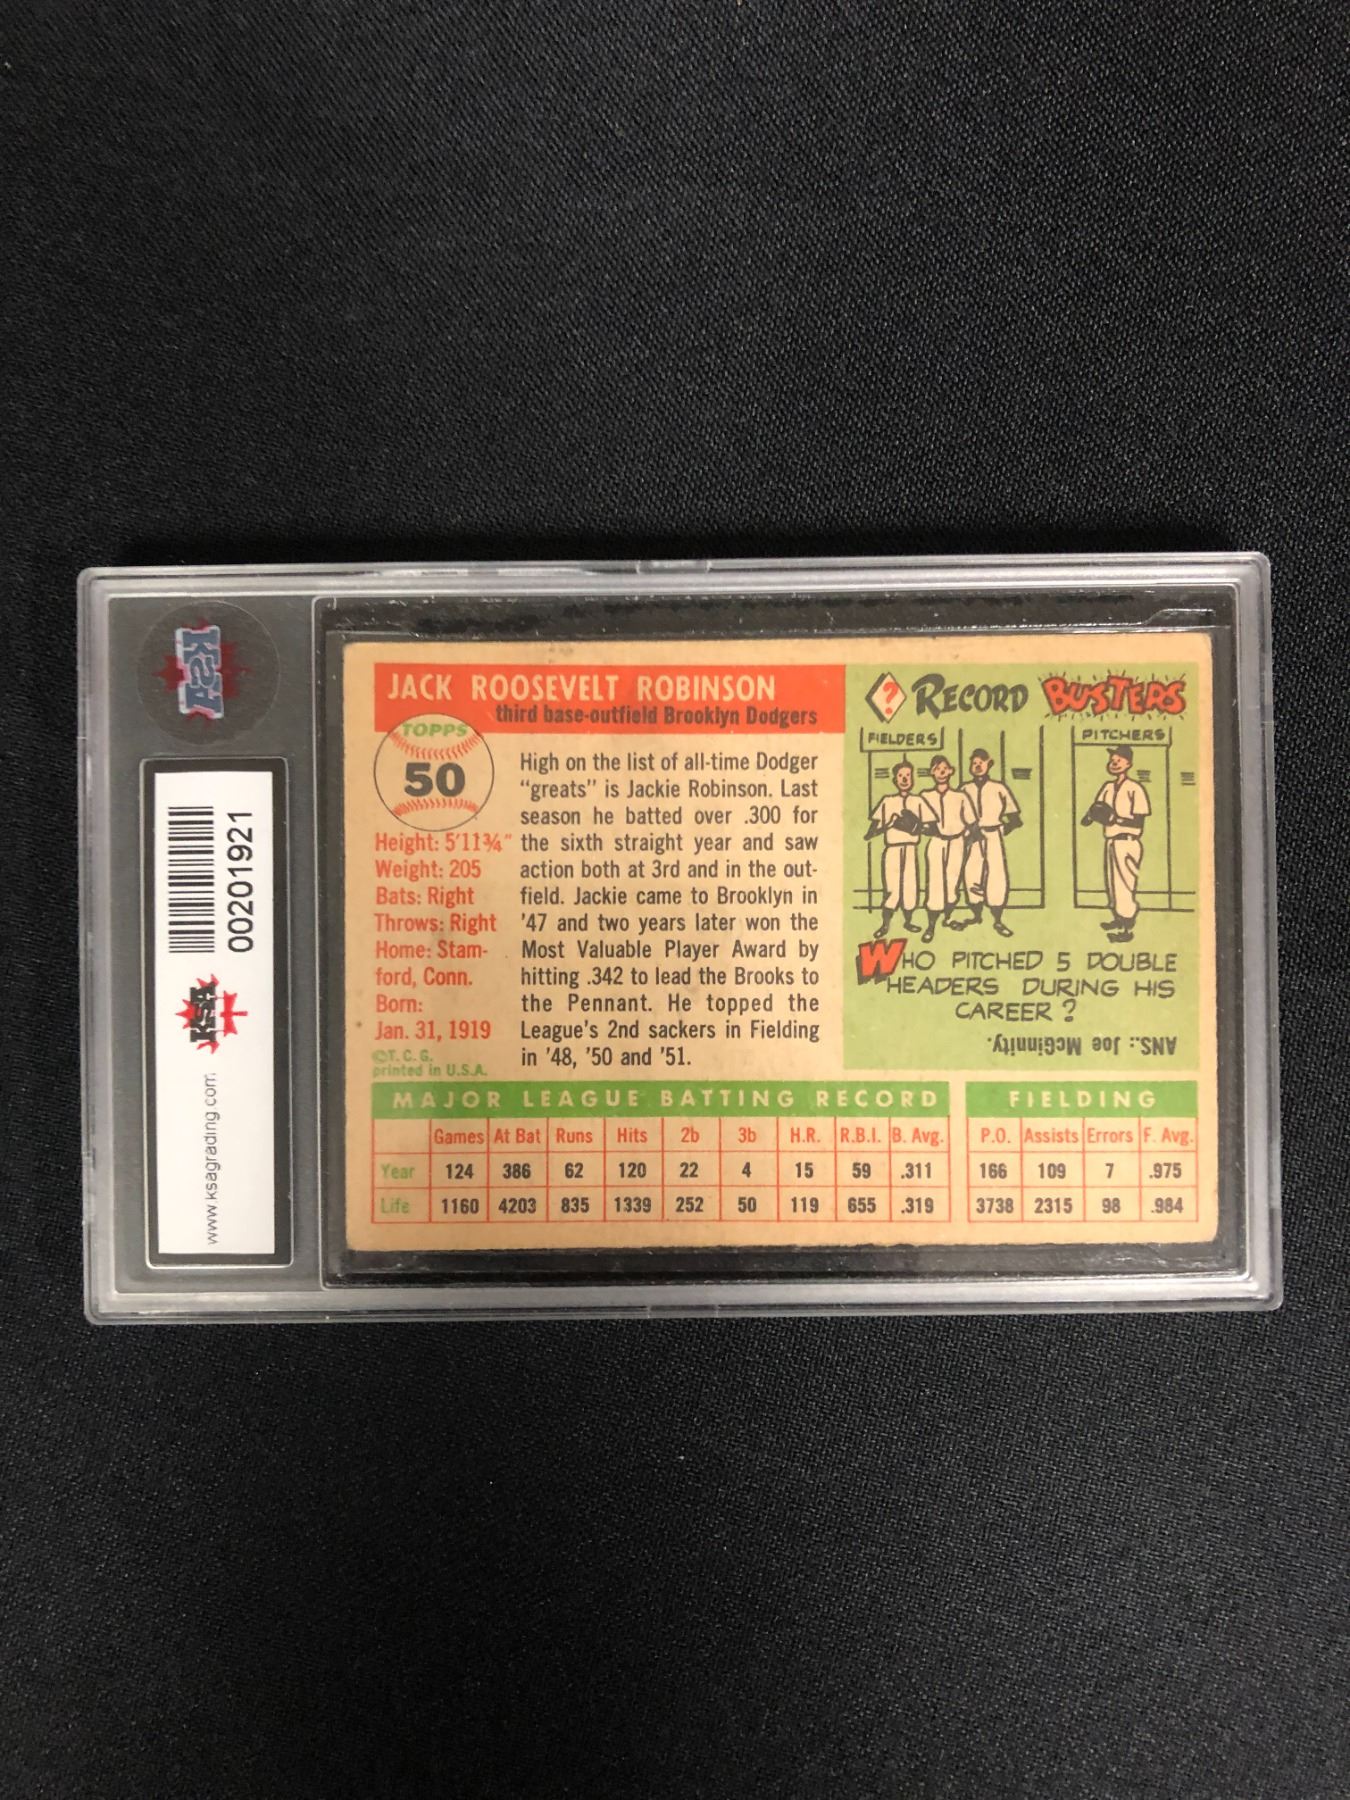 KSA
00201921
KSA
www.ksagrading.com
JACK ROOSEVELT ROBINSON
third base-outfield Brooklyn Dodgers
TOPPS
50
Height: 5'11¾"
Weight: 205
Bats: Right
Throws: Right
Home: Stam-
ford, Conn.
Born:
Jan. 31, 1919
©T. C. G.
printed in U.S.A.
High on the list of all-time Dodger
“greats” is Jackie Robinson. Last
season he batted over .300 for
the sixth straight year and saw
action both at 3rd and in the out-
field. Jackie came to Brooklyn in
'47 and two years later won the
Most Valuable Player Award by
hitting .342 to lead the Brooks to
the Pennant. He topped the
League's 2nd sackers in Fielding
in '48, '50 and '51.
? RECORD BUSTERS
FIELDERS PITCHERS
WHO PITCHED 5 DOUBLE
HEADERS DURING HIS
CAREER ?
ANS.: Joe McGinnity.
MAJOR LEAGUE BATTING RECORD FIELDING
Games At Bat Runs Hits 2b 3b H.R. R.B.I. B. Avg. P.O. Assists Errors F. Avg.
Year 124 386 62 120 22 4 15 59 .311 166 109 7 .975
Life 1160 4203 835 1339 252 50 119 655 .319 3738 2315 98 .984